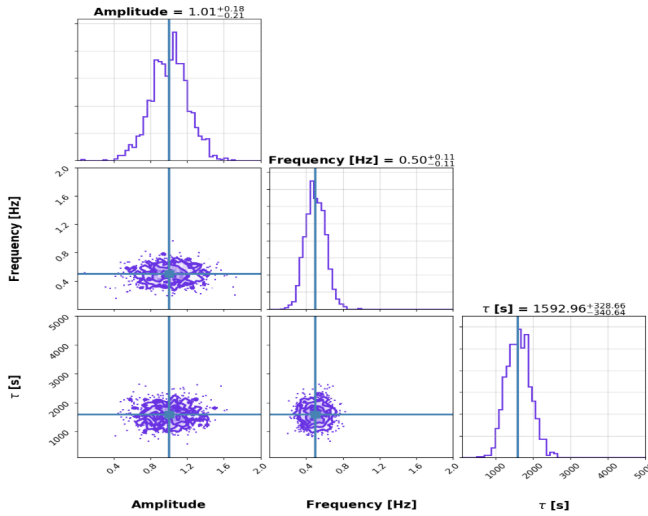 Amplitude = 1.01+0.18−0.21
Frequency [Hz] = 0.50+0.11−0.11
2.0
1.6
1.2
0.8
0.4
Frequency [Hz]
τ [s] = 1592.96+328.66−340.64
5000
4000
3000
2000
1000
τ [s]
0.4 0.8 1.2 1.6 2.0
0.4 0.8 1.2 1.6 2.0
1000 2000 3000 4000 5000
Amplitude
Frequency [Hz]
τ [s]